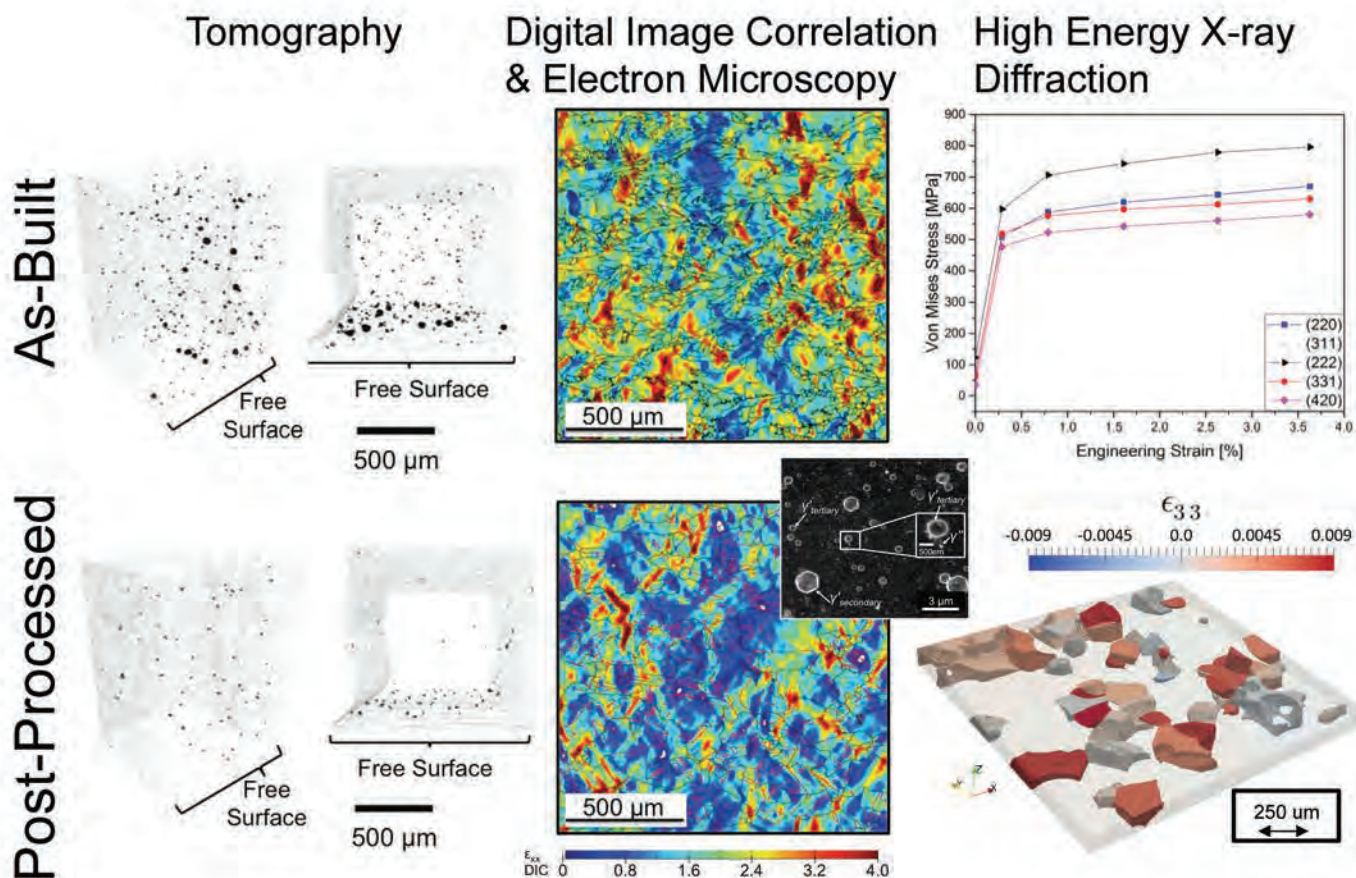 Tomography
Digital Image Correlation
& Electron Microscopy
High Energy X-ray
Diffraction
As-Built
Free
Surface
Free Surface
500 µm
500 µm
900
800
700
600
500
400
300
200
100
0
Von Mises Stress [MPa]
0.0 0.5 1.0 1.5 2.0 2.5 3.0 3.5 4.0
Engineering Strain [%]
(220)
(311)
(222)
(331)
(420)
Post-Processed
Free
Surface
Free Surface
500 µm
500 µm
γ' tertiary
γ' tertiary
γ"
500nm
γ' secondary
3 µm
εxx
DIC
0 0.8 1.6 2.4 3.2 4.0
ϵ33
-0.009 -0.0045 0.0 0.0045 0.009
Z
X
250 um